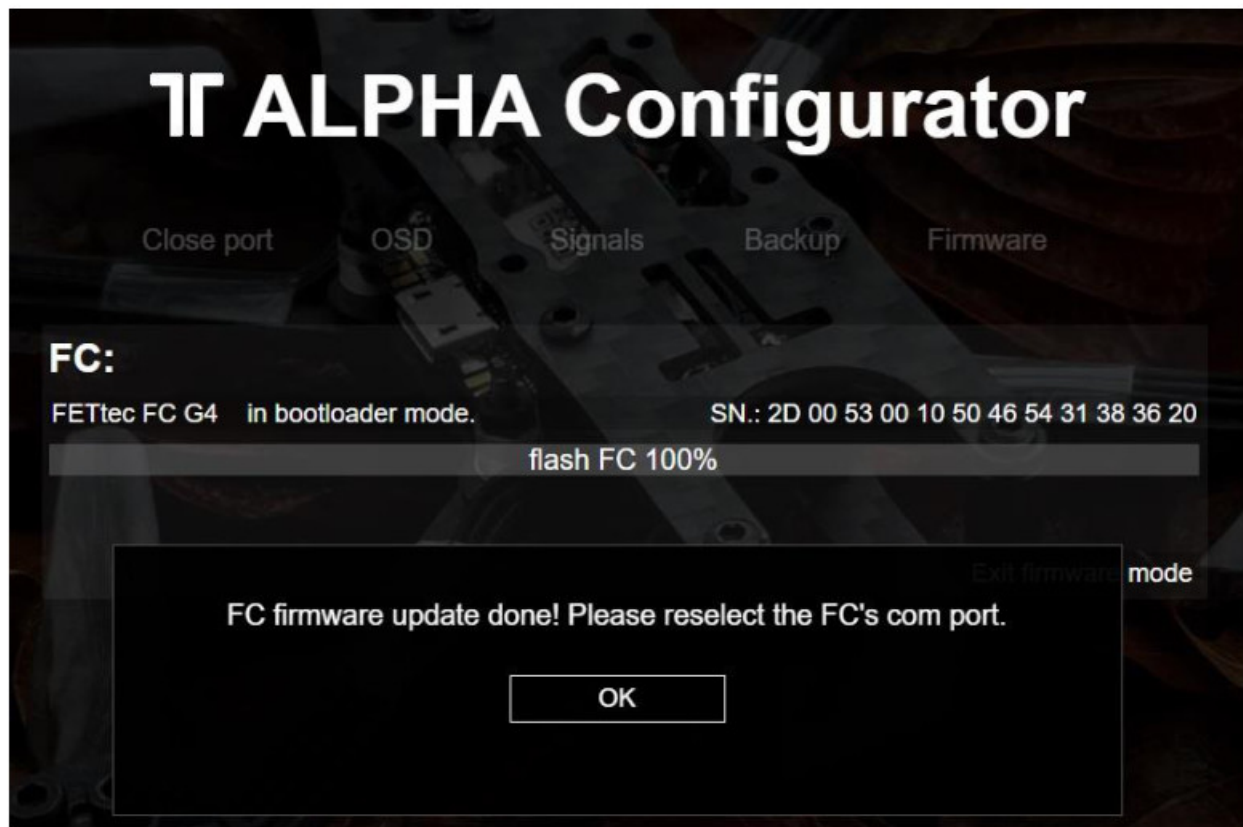 ALPHA Configurator
Close port OSD Signals Backup Firmware
FC:
FETtec FC G4 in bootloader mode. SN.: 2D 00 53 00 10 50 46 54 31 38 36 20
flash FC 100%
Exit firmware mode
FC firmware update done! Please reselect the FC's com port.
OK